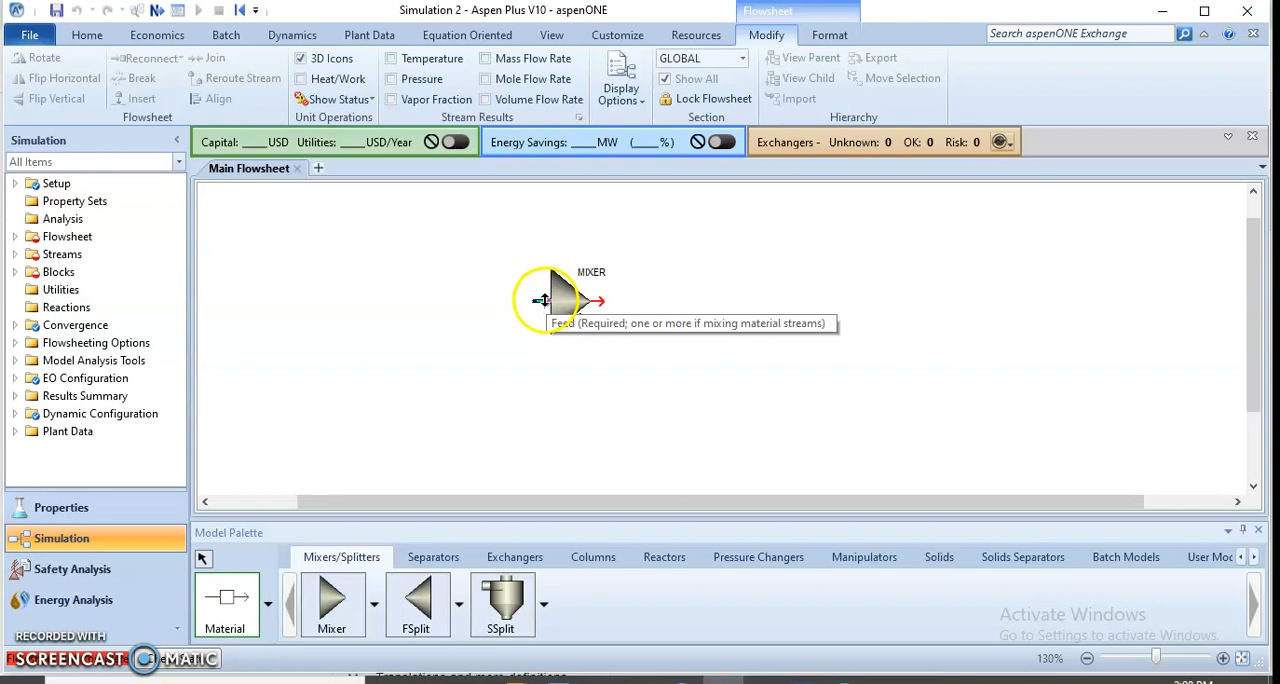 Simulation 2 - Aspen Plus V10 - aspenONE
Flowsheet
File Home Economics Batch Dynamics Plant Data Equation Oriented View Customize Resources Modify Format
Search aspenONE Exchange
Rotate
Flip Horizontal
Flip Vertical
Reconnect
Break
Insert
Join
Reroute Stream
Align
Flowsheet
3D Icons
Heat/Work
Show Status
Unit Operations
Temperature
Pressure
Vapor Fraction
Mass Flow Rate
Mole Flow Rate
Volume Flow Rate
Stream Results
Display
Options
GLOBAL
Show All
Lock Flowsheet
Section
View Parent
View Child
Import
Export
Move Selection
Hierarchy
Simulation
All Items
Capital: ____USD Utilities: ____USD/Year
Energy Savings: ____MW (____%)
Exchangers - Unknown: 0 OK: 0 Risk: 0
Main Flowsheet
Setup
Property Sets
Analysis
Flowsheet
Streams
Blocks
Utilities
Reactions
Convergence
Flowsheeting Options
Model Analysis Tools
EO Configuration
Results Summary
Dynamic Configuration
Plant Data
MIXER
Feed (Required; one or more if mixing material streams)
Properties
Simulation
Safety Analysis
Energy Analysis
Model Palette
Mixers/Splitters Separators Exchangers Columns Reactors Pressure Changers Manipulators Solids Solids Separators Batch Models User Moc
Material
Mixer
FSplit
SSplit
Activate Windows
Go to Settings to activate Windows.
RECORDED WITH
SCREENCAST MATIC
130%